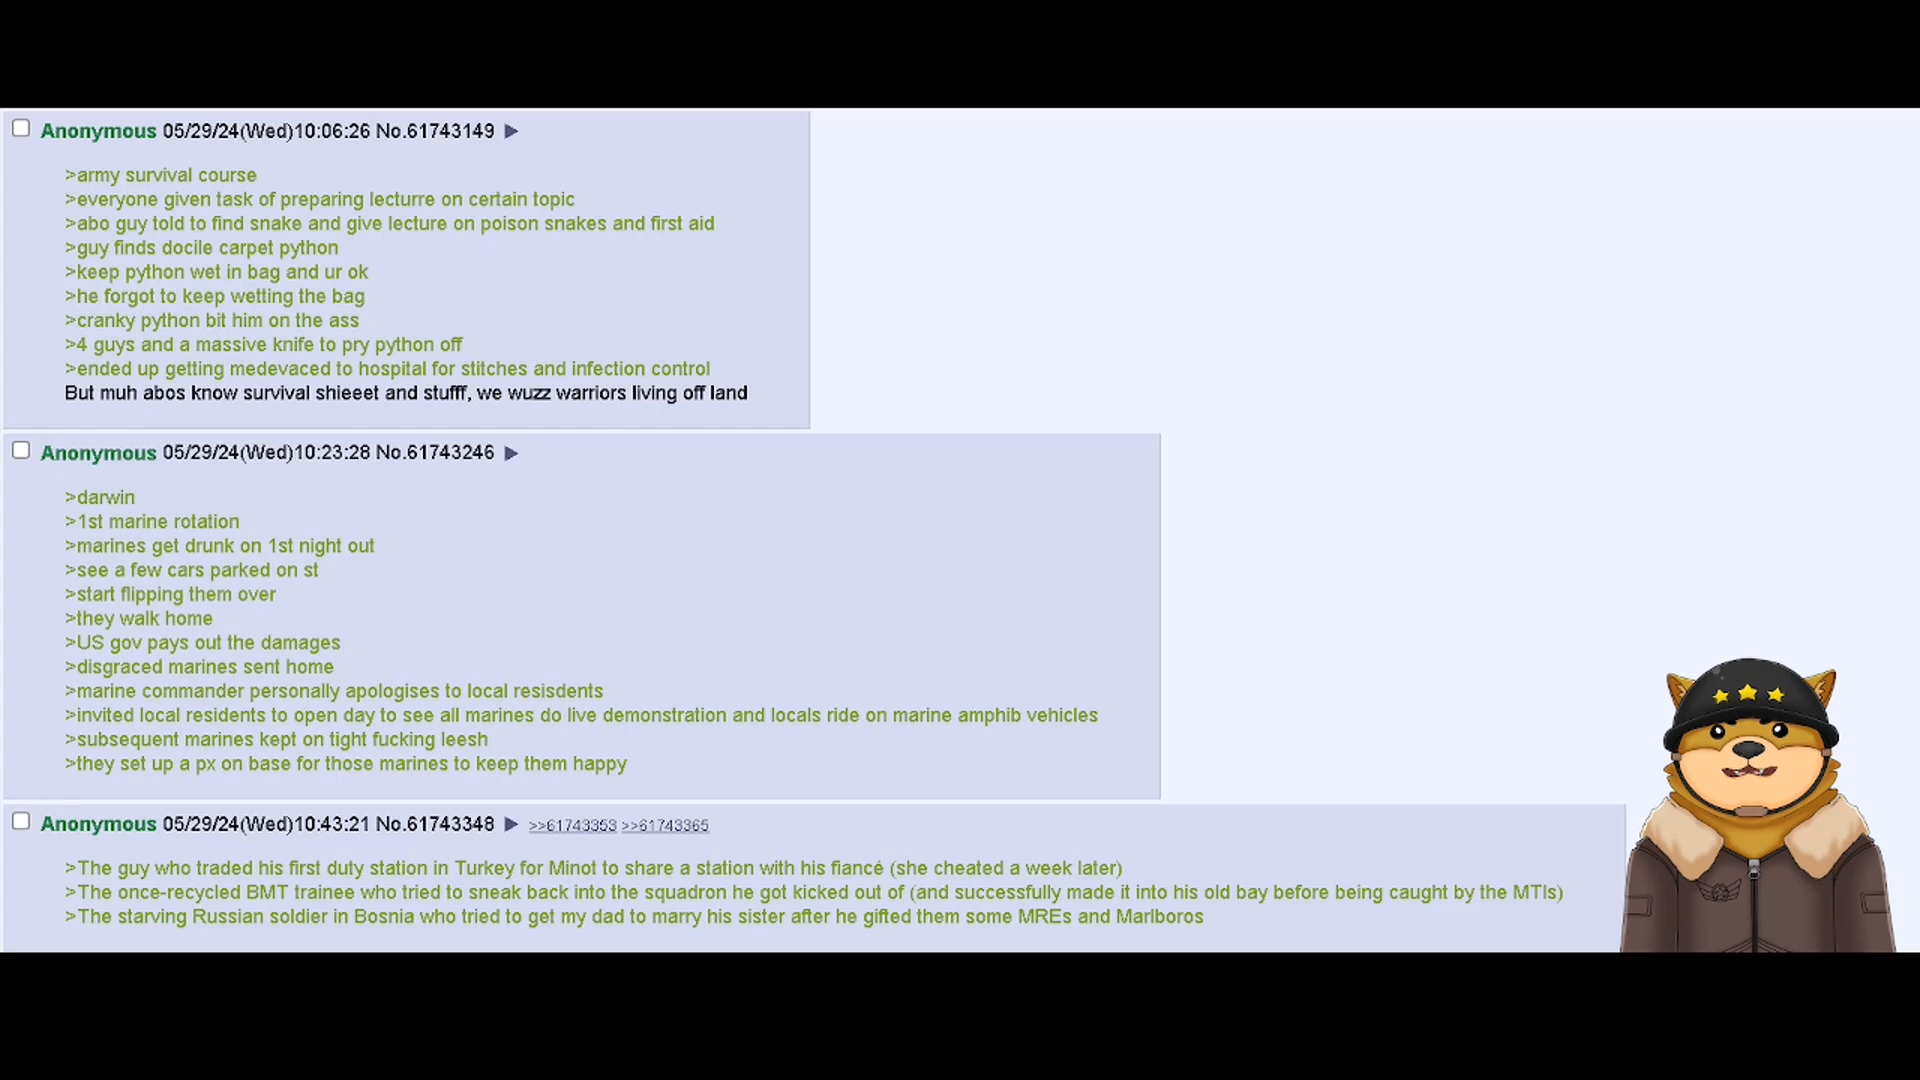 Anonymous 05/29/24(Wed)10:06:26 No.61743149 ▶
>army survival course
>everyone given task of preparing lecturre on certain topic
>abo guy told to find snake and give lecture on poison snakes and first aid
>guy finds docile carpet python
>keep python wet in bag and ur ok
>he forgot to keep wetting the bag
>cranky python bit him on the ass
>4 guys and a massive knife to pry python off
>ended up getting medevaced to hospital for stitches and infection control
But muh abos know survival shieeet and stufff, we wuzz warriors living off land
Anonymous 05/29/24(Wed)10:23:28 No.61743246 ▶
>darwin
>1st marine rotation
>marines get drunk on 1st night out
>see a few cars parked on st
>start flipping them over
>they walk home
>US gov pays out the damages
>disgraced marines sent home
>marine commander personally apologises to local resisdents
>invited local residents to open day to see all marines do live demonstration and locals ride on marine amphib vehicles
>subsequent marines kept on tight fucking leesh
>they set up a px on base for those marines to keep them happy
Anonymous 05/29/24(Wed)10:43:21 No.61743348 ▶ >>61743353 >>61743365
>The guy who traded his first duty station in Turkey for Minot to share a station with his fiancé (she cheated a week later)
>The once-recycled BMT trainee who tried to sneak back into the squadron he got kicked out of (and successfully made it into his old bay before being caught by the MTIs)
>The starving Russian soldier in Bosnia who tried to get my dad to marry his sister after he gifted them some MREs and Marlboros